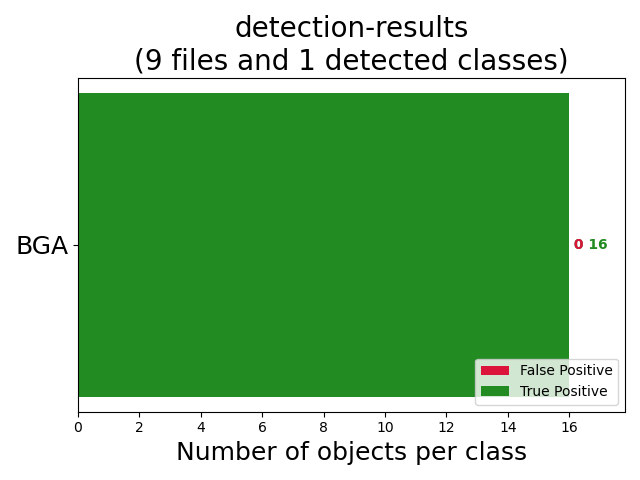 detection-results
(9 files and 1 detected classes)
BGA
0 16
False Positive
True Positive
0 2 4 6 8 10 12 14 16
Number of objects per class